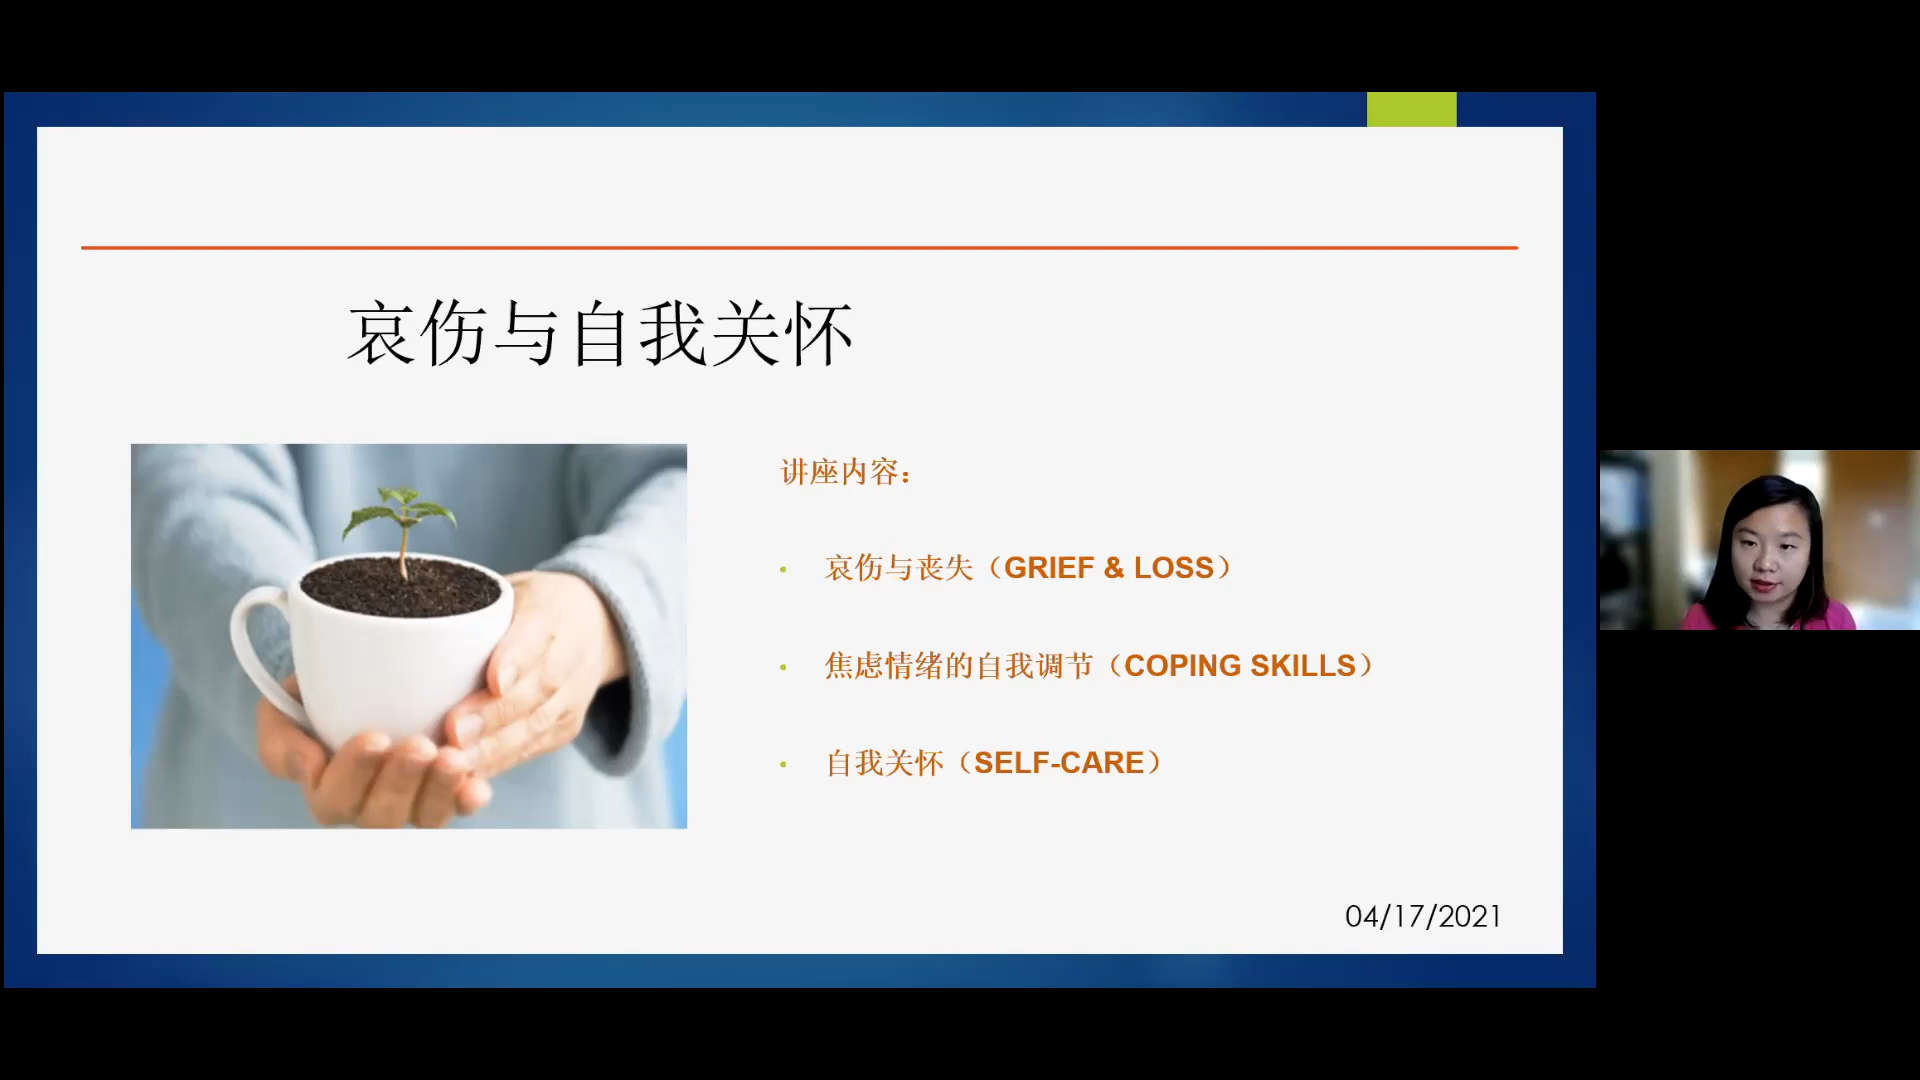 哀伤与自我关怀
讲座内容：
• 哀伤与丧失（GRIEF & LOSS）
• 焦虑情绪的自我调节（COPING SKILLS）
• 自我关怀（SELF-CARE）
04/17/2021